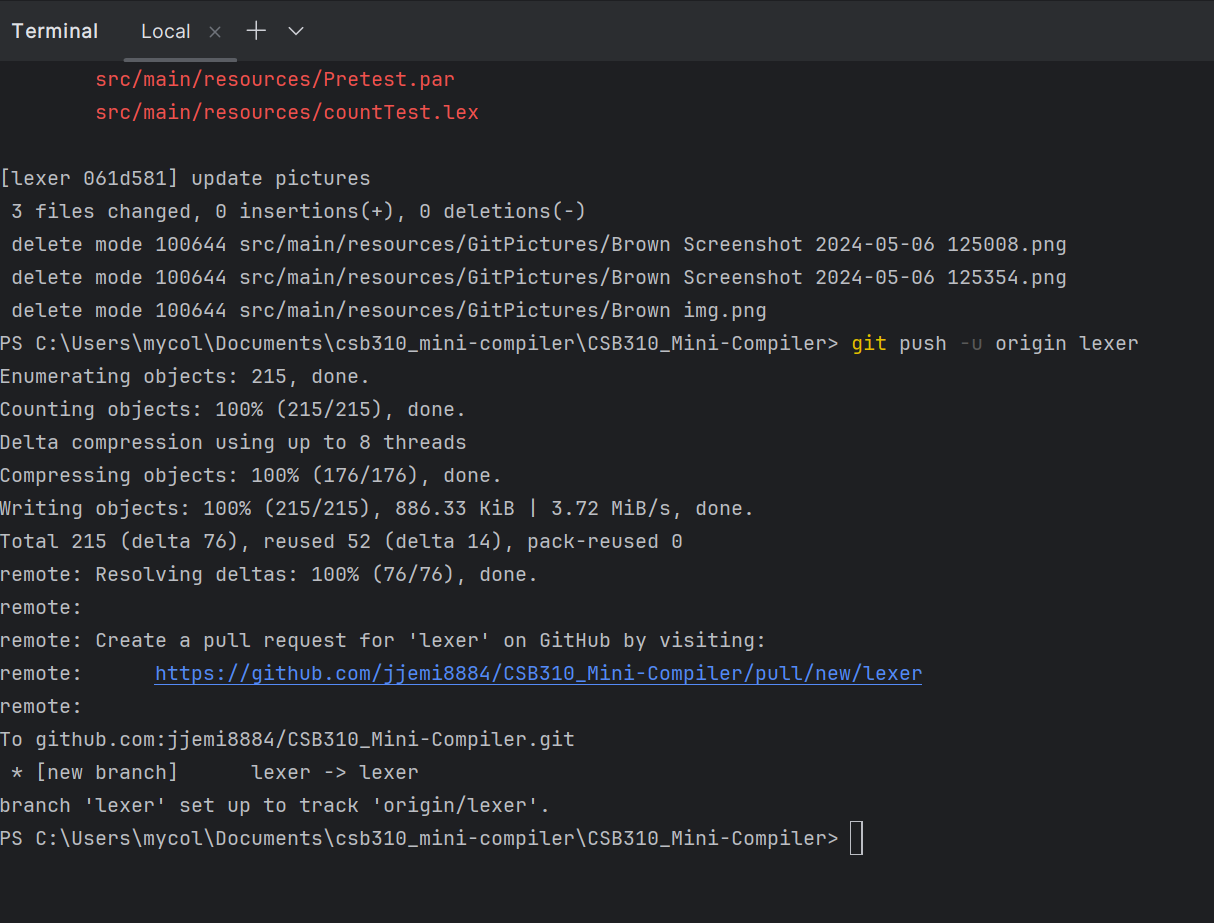 Terminal Local × + ⌄
src/main/resources/Pretest.par
src/main/resources/countTest.lex
[lexer 061d581] update pictures
3 files changed, 0 insertions(+), 0 deletions(-)
delete mode 100644 src/main/resources/GitPictures/Brown Screenshot 2024-05-06 125008.png
delete mode 100644 src/main/resources/GitPictures/Brown Screenshot 2024-05-06 125354.png
delete mode 100644 src/main/resources/GitPictures/Brown img.png
PS C:\Users\mycol\Documents\csb310_mini-compiler\CSB310_Mini-Compiler> git push -u origin lexer
Enumerating objects: 215, done.
Counting objects: 100% (215/215), done.
Delta compression using up to 8 threads
Compressing objects: 100% (176/176), done.
Writing objects: 100% (215/215), 886.33 KiB | 3.72 MiB/s, done.
Total 215 (delta 76), reused 52 (delta 14), pack-reused 0
remote: Resolving deltas: 100% (76/76), done.
remote:
remote: Create a pull request for 'lexer' on GitHub by visiting:
remote:      https://github.com/jjemi8884/CSB310_Mini-Compiler/pull/new/lexer
remote:
To github.com:jjemi8884/CSB310_Mini-Compiler.git
* [new branch]      lexer -> lexer
branch 'lexer' set up to track 'origin/lexer'.
PS C:\Users\mycol\Documents\csb310_mini-compiler\CSB310_Mini-Compiler>